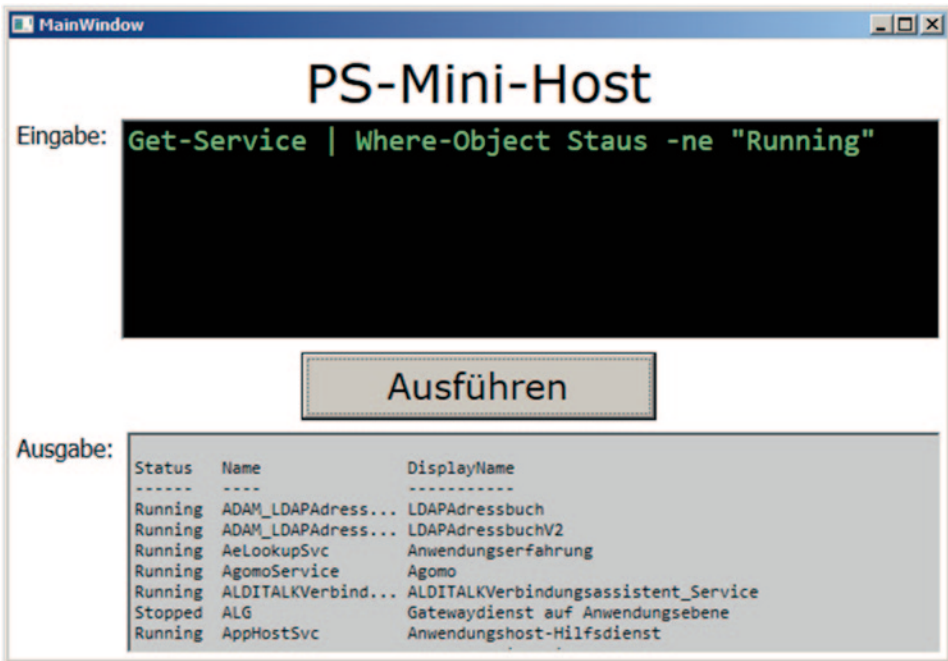 MainWindow
PS-Mini-Host
Eingabe:
Get-Service | Where-Object Staus -ne "Running"
Ausführen
Ausgabe:
Status Name DisplayName
------ ---- -----------
Running ADAM_LDAPAdress... LDAPAdressbuch
Running ADAM_LDAPAdress... LDAPAdressbuchV2
Running AeLookupSvc Anwendungserfahrung
Running AgomoService Agomo
Running ALDITALKVerbind... ALDITALKVerbindungsassistent_Service
Stopped ALG Gatewaydienst auf Anwendungsebene
Running AppHostSvc Anwendungshost-Hilfsdienst